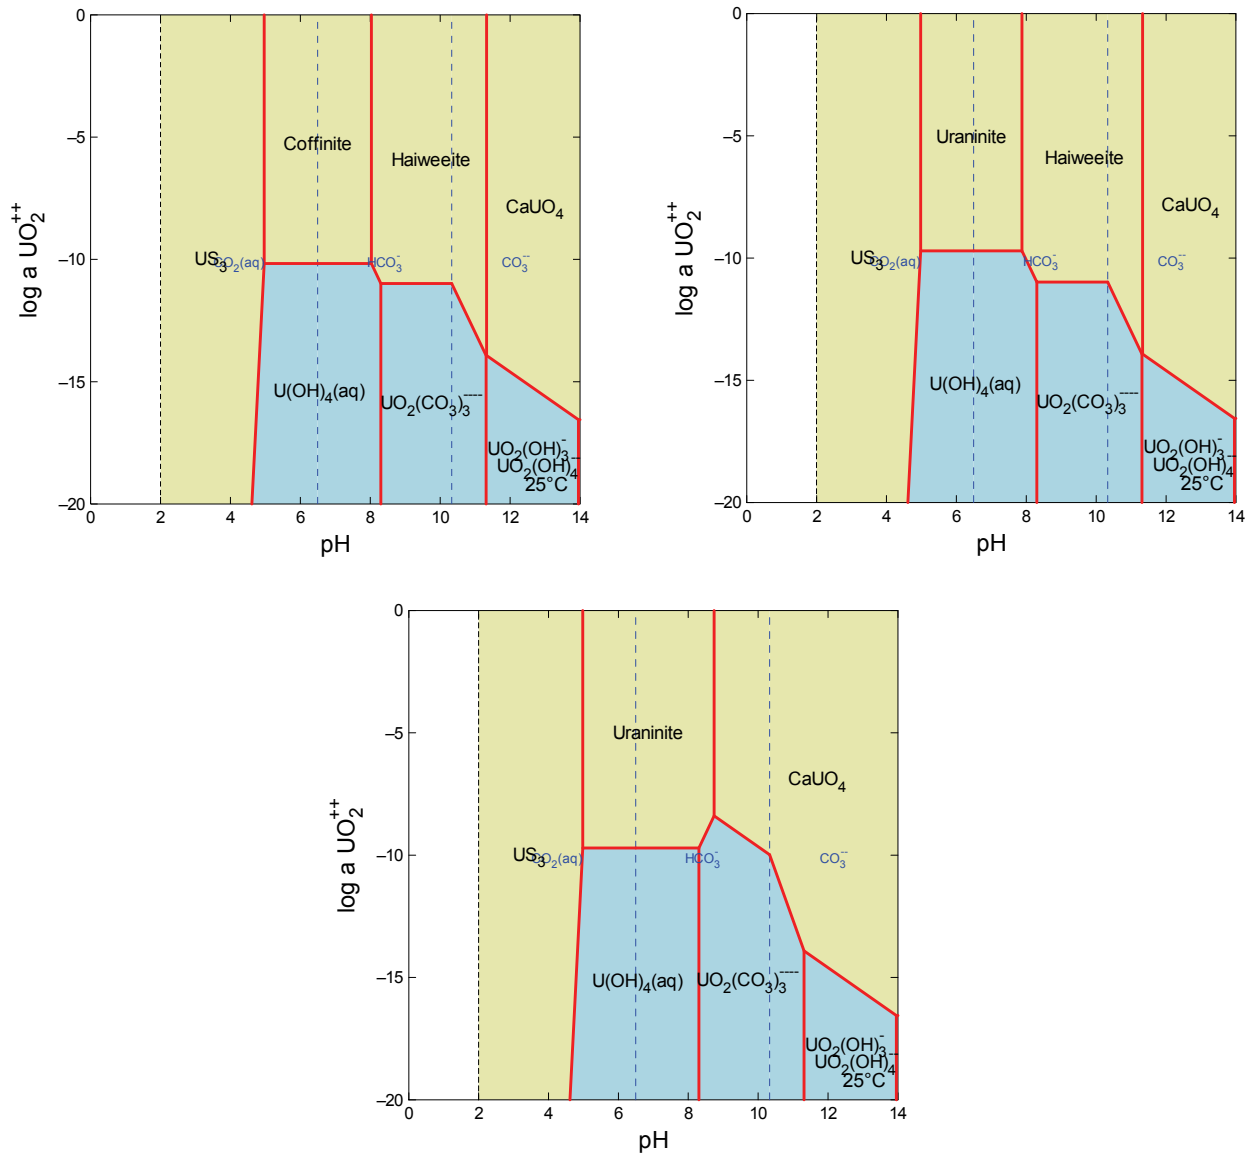 0
−5
−10
−15
−20
log a UO₂⁺⁺
Coffinite
Haiweeite
CaUO₄
US₃
CO₂(aq)
HCO₃⁻
CO₃⁻⁻
U(OH)₄(aq)
UO₂(CO₃)₃⁻⁻⁻⁻
UO₂(OH)₃⁻
UO₂(OH)₄⁻⁻
25°C
0 2 4 6 8 10 12 14
pH
0
−5
−10
−15
−20
log a UO₂⁺⁺
Uraninite
Haiweeite
CaUO₄
US₃
CO₂(aq)
HCO₃⁻
CO₃⁻⁻
U(OH)₄(aq)
UO₂(CO₃)₃⁻⁻⁻⁻
UO₂(OH)₃⁻
UO₂(OH)₄⁻⁻
25°C
0 2 4 6 8 10 12 14
pH
0
−5
−10
−15
−20
log a UO₂⁺⁺
Uraninite
CaUO₄
US₃
CO₂(aq)
HCO₃⁻
CO₃⁻⁻
U(OH)₄(aq)
UO₂(CO₃)₃⁻⁻⁻⁻
UO₂(OH)₃⁻
UO₂(OH)₄⁻⁻
25°C
0 2 4 6 8 10 12 14
pH